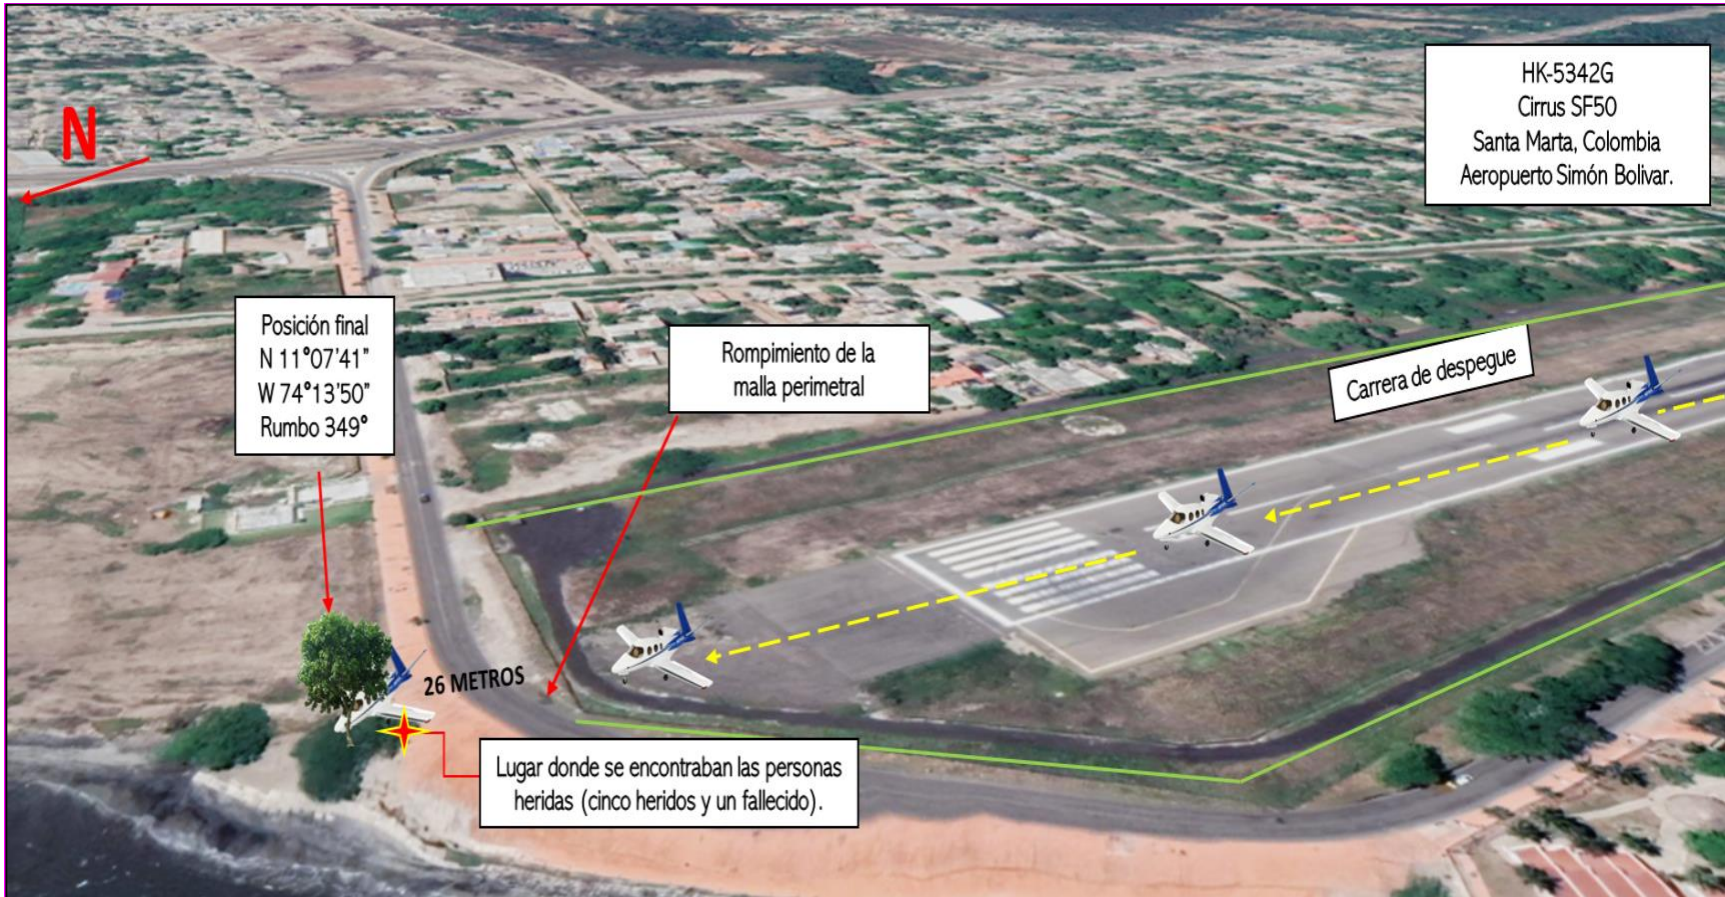 N
HK-5342G
Cirrus SF50
Santa Marta, Colombia
Aeropuerto Simón Bolivar.
Posición final
N 11°07'41"
W 74°13'50"
Rumbo 349°
Rompimiento de la
malla perimetral
Carrera de despegue
26 METROS
Lugar donde se encontraban las personas
heridas (cinco heridos y un fallecido).